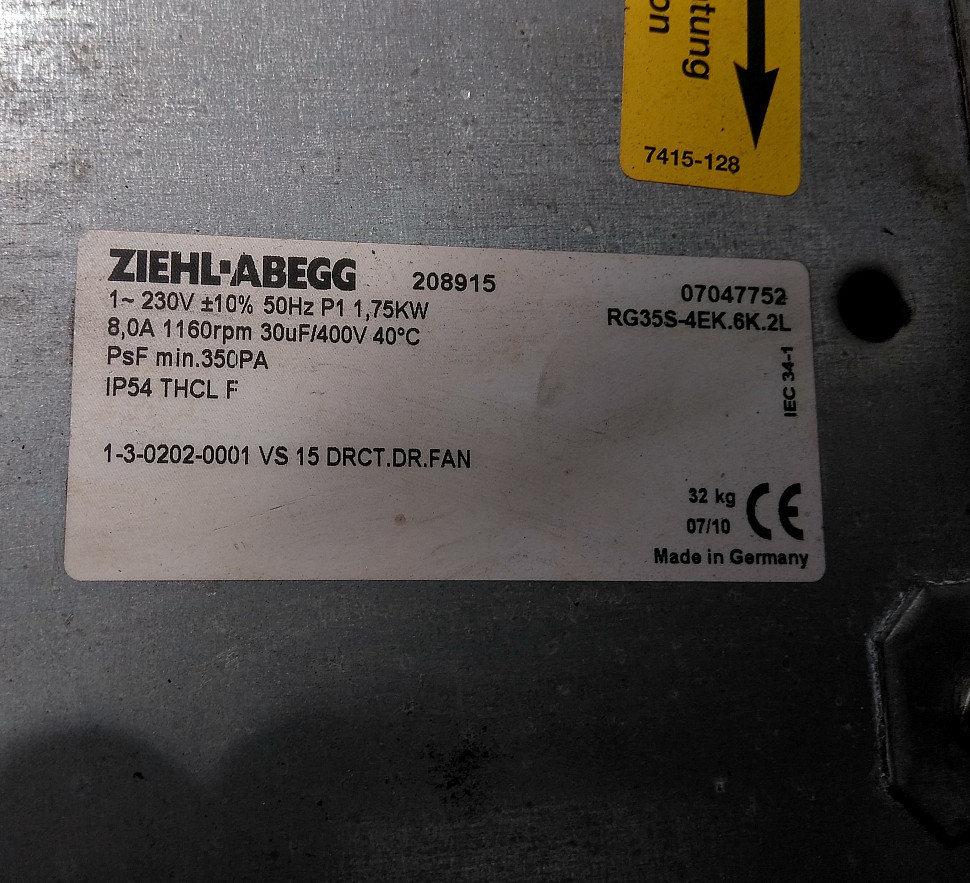 7415-128
ZIEHL-ABEGG 208915 07047752
1~ 230V ±10% 50Hz P1 1,75KW RG35S-4EK.6K.2L
8,0A 1160rpm 30uF/400V 40°C
PsF min.350PA
IP54 THCL F
IEC 34-1
1-3-0202-0001 VS 15 DRCT.DR.FAN
32 kg CE
07/10
Made in Germany